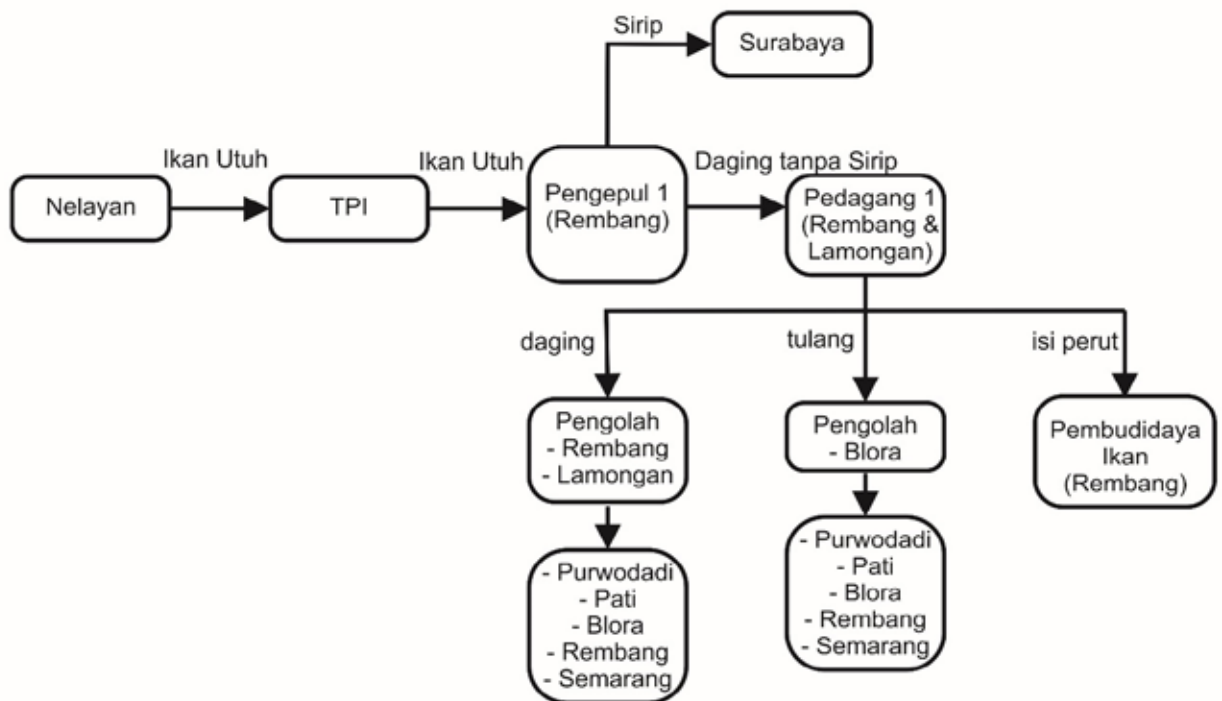 Sirip
Surabaya
Ikan Utuh
Ikan Utuh
Daging tanpa Sirip
Nelayan
TPI
Pengepul 1
(Rembang)
Pedagang 1
(Rembang &
Lamongan)
daging
tulang
isi perut
Pengolah
- Rembang
- Lamongan
Pengolah
- Blora
Pembudidaya
Ikan
(Rembang)
- Purwodadi
- Pati
- Blora
- Rembang
- Semarang
- Purwodadi
- Pati
- Blora
- Rembang
- Semarang